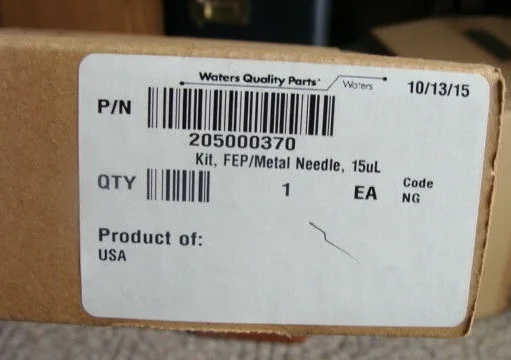 Waters Quality Parts
Waters
10/13/15
P/N
205000370
Kit, FEP/Metal Needle, 15uL
QTY
1
EA
Code
NG
Product of:
USA